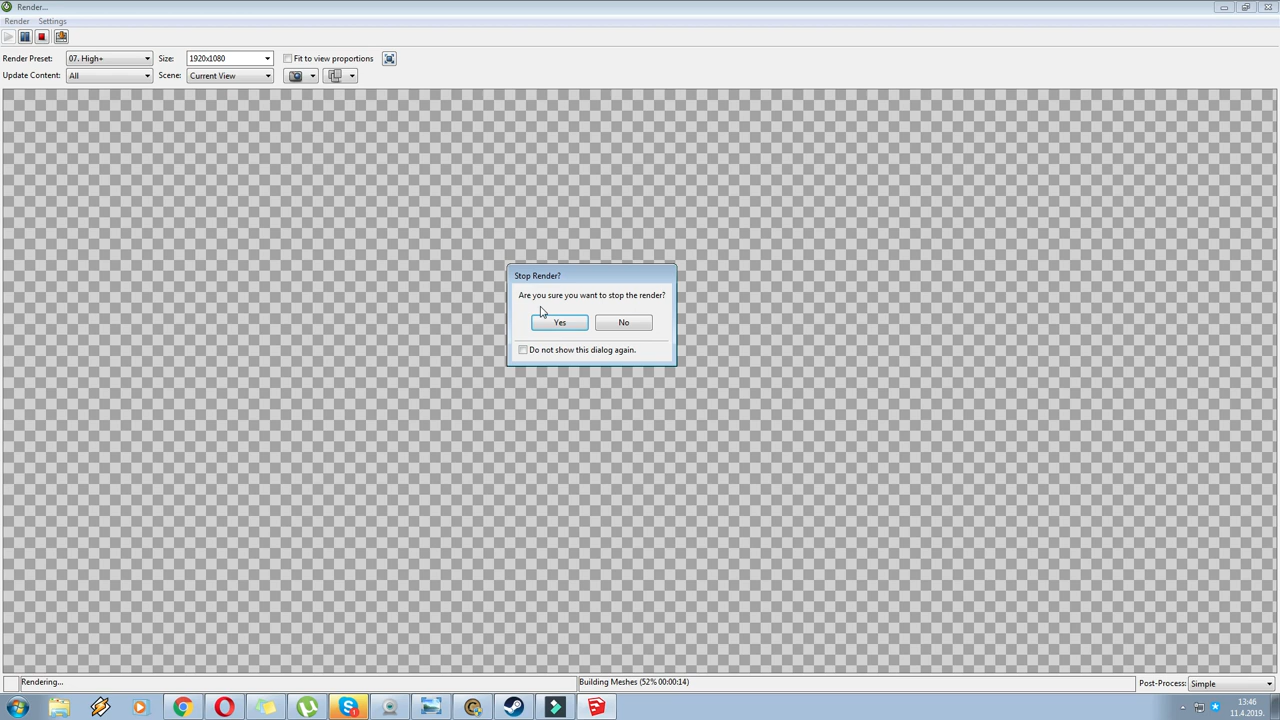 Render...
Render Settings
Render Preset: 07. High+ Size: 1920x1080 Fit to view proportions
Update Content: All Scene: Current View
Stop Render?
Are you sure you want to stop the render?
Yes No
Do not show this dialog again.
Rendering... Building Meshes (52% 00:00:14) Post-Process: Simple
13:46
11.4.2019.